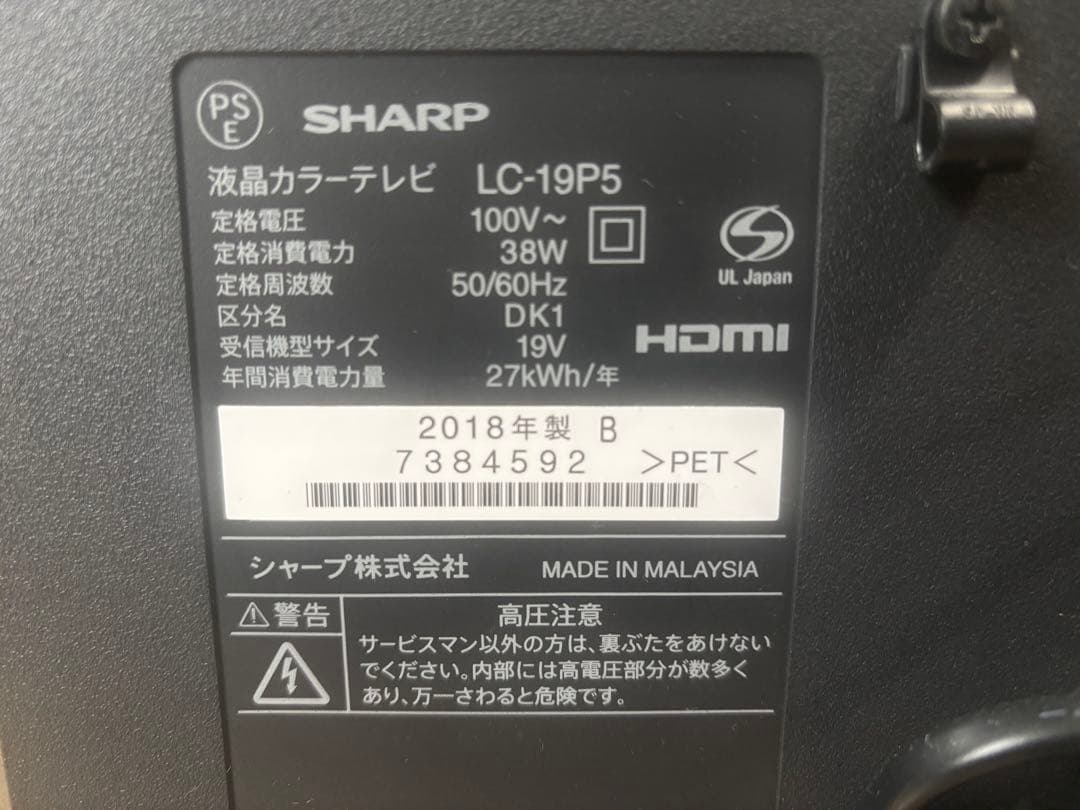 PS
E
SHARP
液晶カラーテレビ LC-19P5
定格電圧 100V～
定格消費電力 38W
定格周波数 50/60Hz
区分名 DK1
受信機型サイズ 19V
年間消費電力量 27kWh/年
UL Japan
HDMI
2018年製 B
7384592 >PET<
シャープ株式会社 MADE IN MALAYSIA
⚠警告
高圧注意
サービスマン以外の方は、裏ぶたをあけない
でください。内部には高電圧部分が数多く
あり、万一さわると危険です。